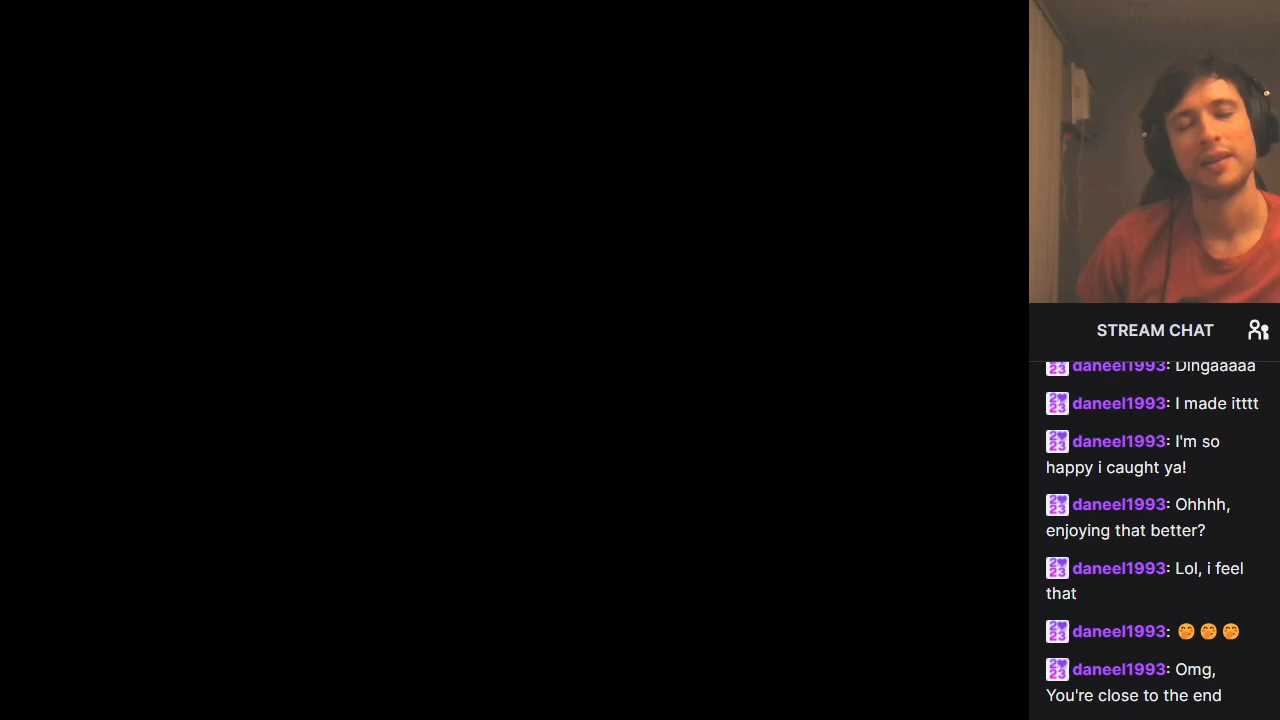 STREAM CHAT
daneel1993: Dingaaaaa
daneel1993: I made itttt
daneel1993: I'm so
happy i caught ya!
daneel1993: Ohhhh,
enjoying that better?
daneel1993: Lol, i feel
that
daneel1993: 🤭🤭🤭
daneel1993: Omg,
You're close to the end